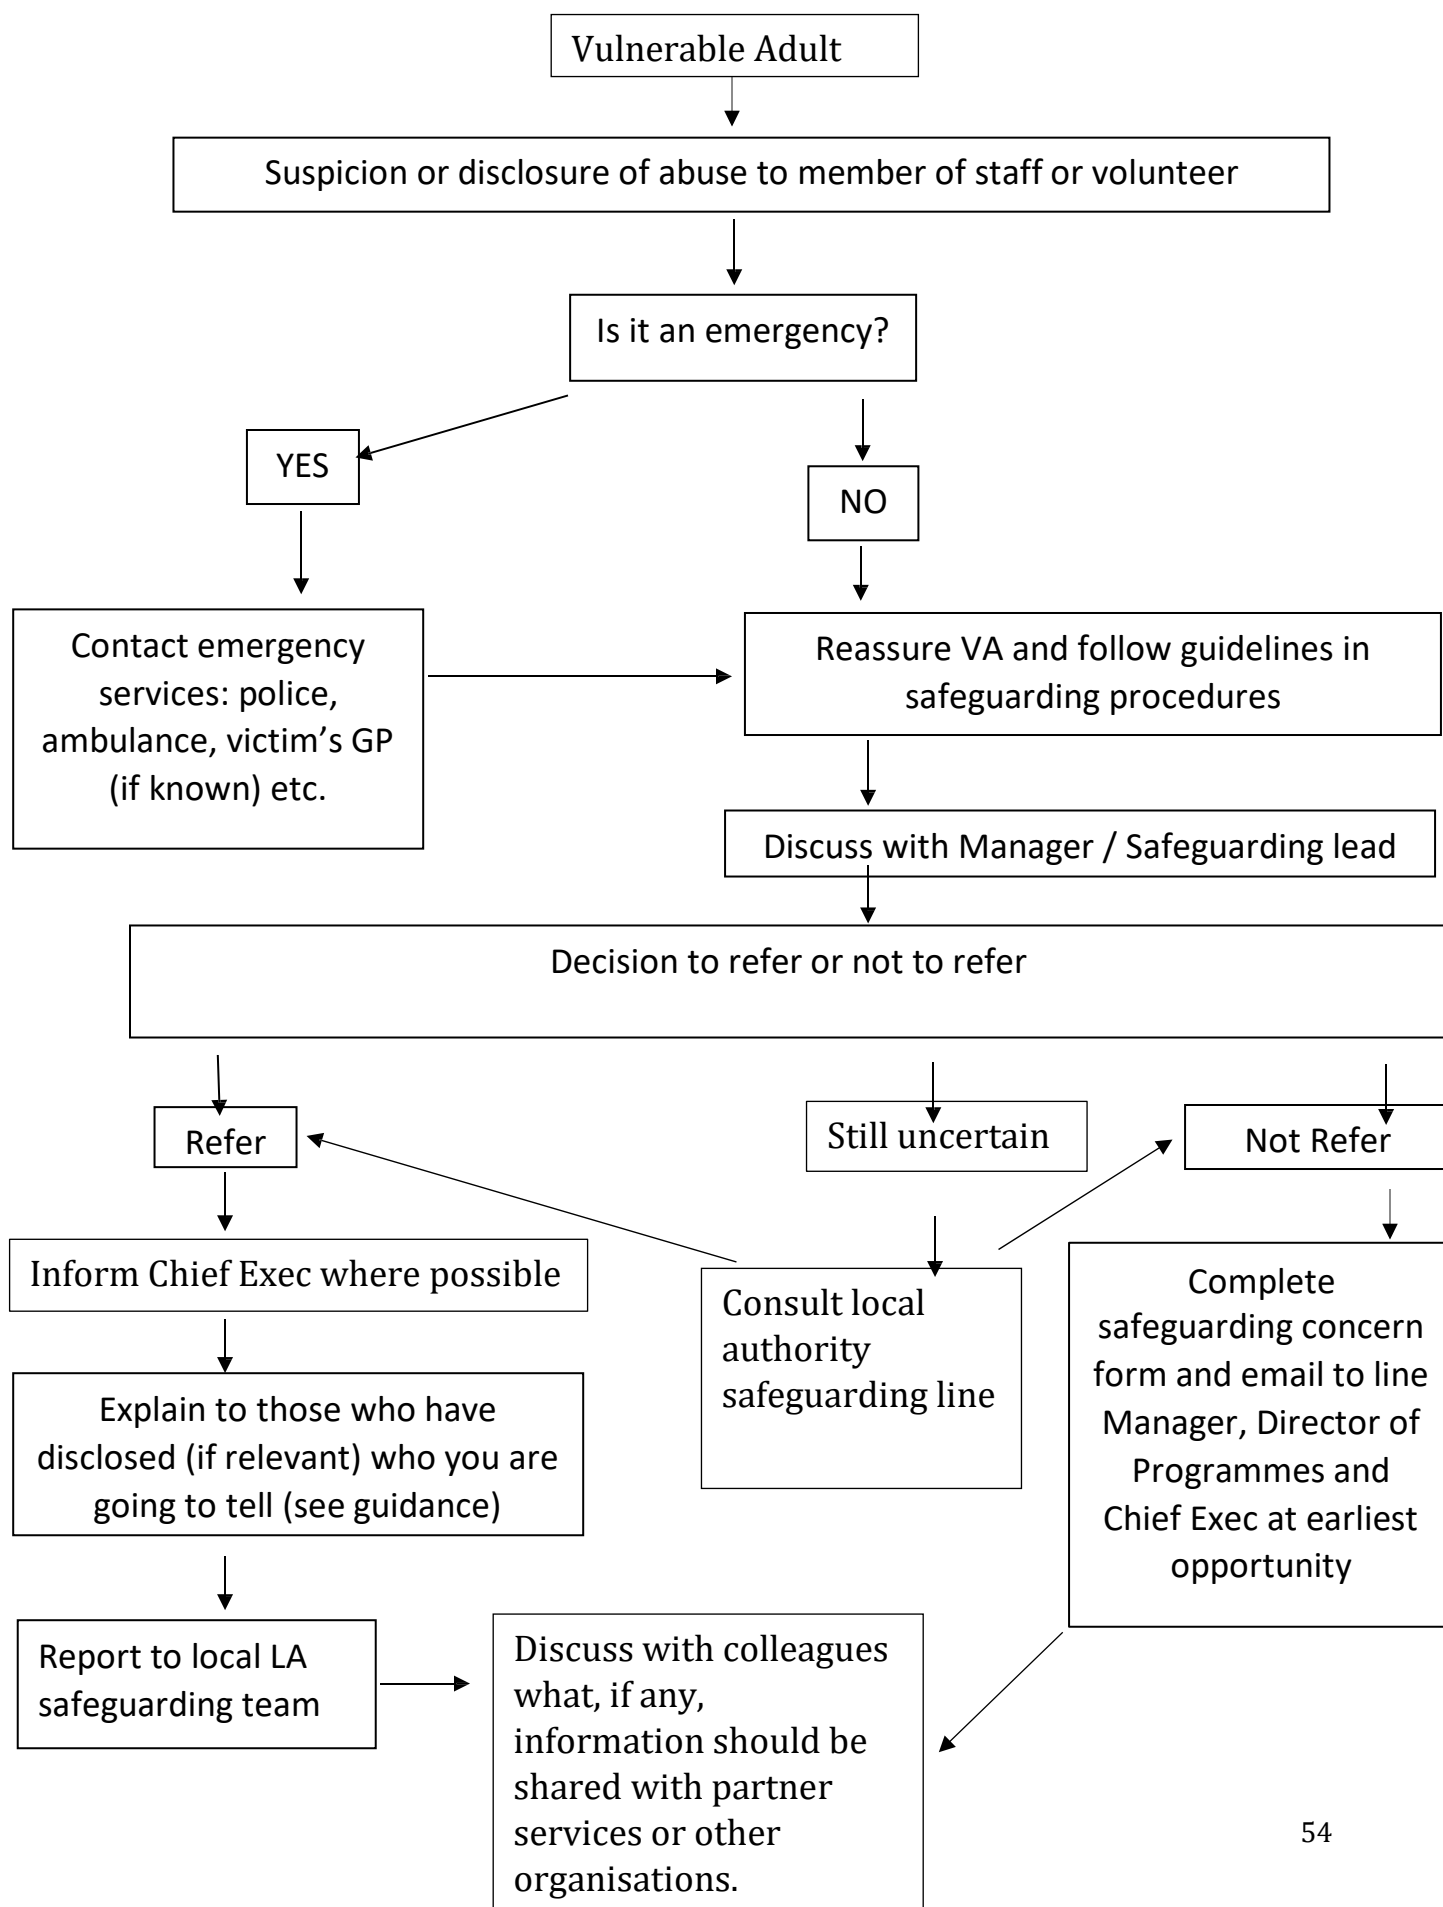 Vulnerable Adult
Suspicion or disclosure of abuse to member of staff or volunteer
Is it an emergency?
YES
NO
Contact emergency
services: police,
ambulance, victim’s GP
(if known) etc.
Reassure VA and follow guidelines in
safeguarding procedures
Discuss with Manager / Safeguarding lead
Decision to refer or not to refer
Refer
Still uncertain
Not Refer
Inform Chief Exec where possible
Consult local
authority
safeguarding line
Complete
safeguarding concern
form and email to line
Manager, Director of
Programmes and
Chief Exec at earliest
opportunity
Explain to those who have
disclosed (if relevant) who you are
going to tell (see guidance)
Report to local LA
safeguarding team
Discuss with colleagues
what, if any,
information should be
shared with partner
services or other
organisations.
54